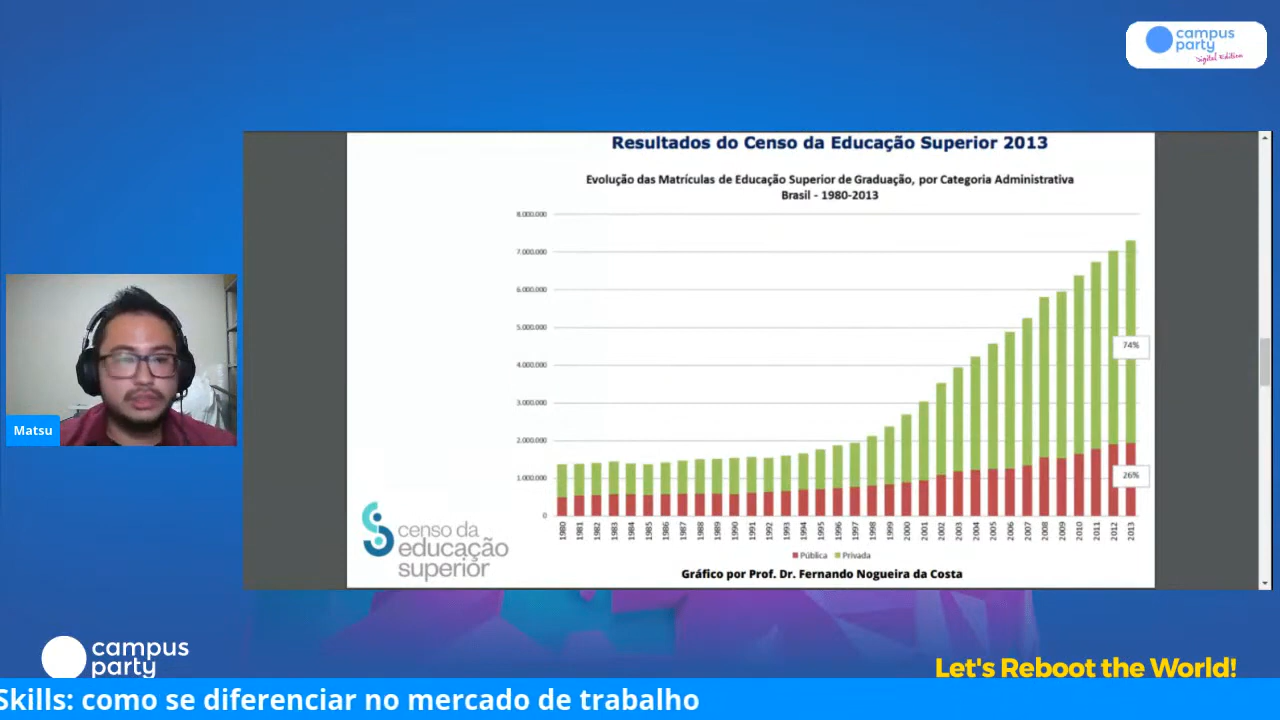 campus
party
Digital Edition
Resultados do Censo da Educação Superior 2013
Evolução das Matrículas de Educação Superior de Graduação, por Categoria Administrativa
Brasil - 1980-2013
8.000.000
7.000.000
6.000.000
5.000.000
4.000.000
3.000.000
2.000.000
1.000.000
0
74%
26%
1980 1981 1982 1983 1984 1985 1986 1987 1988 1989 1990 1991 1992 1993 1994 1995 1996 1997 1998 1999 2000 2001 2002 2003 2004 2005 2006 2007 2008 2009 2010 2011 2012 2013
Pública Privada
Gráfico por Prof. Dr. Fernando Nogueira da Costa
censo da
educação
superior
Matsu
campus
party
Let's Reboot the World!
Skills: como se diferenciar no mercado de trabalho